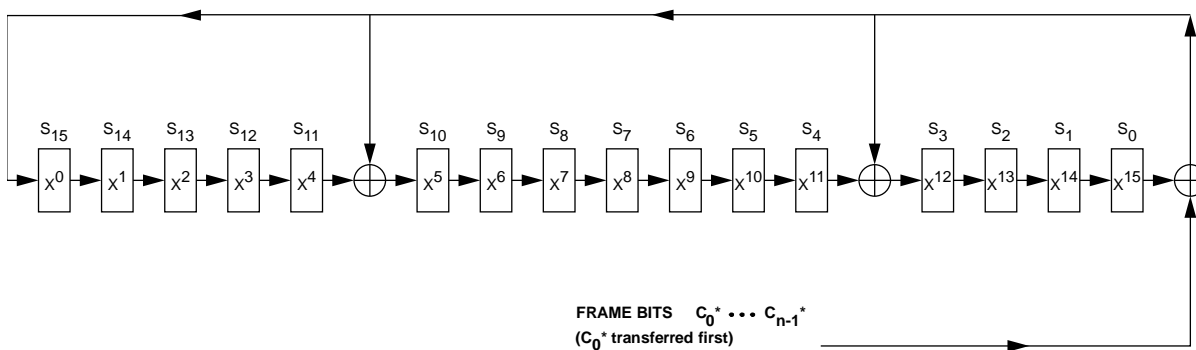 S15 S14 S13 S12 S11 S10 S9 S8 S7 S6 S5 S4 S3 S2 S1 S0
X0 X1 X2 X3 X4 X5 X6 X7 X8 X9 X10 X11 X12 X13 X14 X15
FRAME BITS C0* • • • Cn-1*
(C0* transferred first)